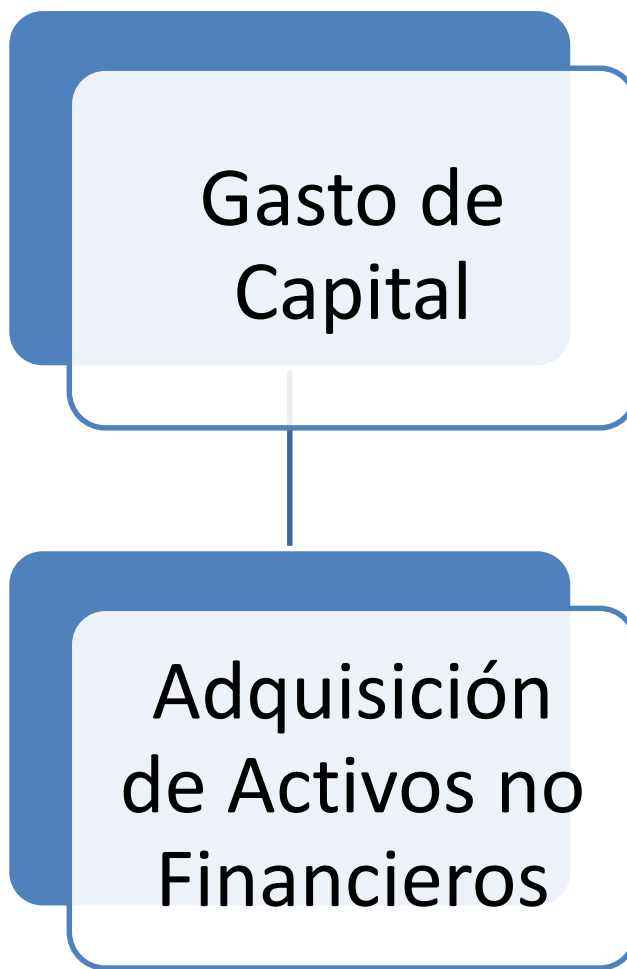 Gasto de
Capital
Adquisición
de Activos no
Financieros